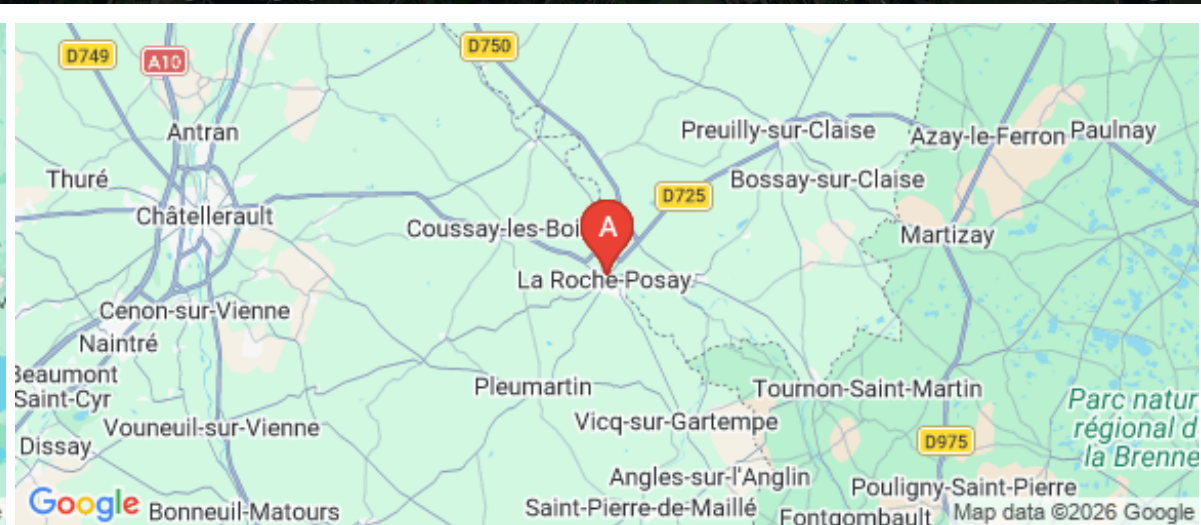 D749
A10
D750
Antran
Preuilly-sur-Claise
Azay-le-Ferron
Paulnay
Thuré
Bossay-sur-Claise
D725
Châtellerault
Coussay-les-Boi
A
Martizay
La Roche-Posay
Cenon-sur-Vienne
Naintré
Beaumont
Saint-Cyr
Pleumartin
Tournon-Saint-Martin
Parc natur
régional d
la Brenne
Vouneuil-sur-Vienne
Vicq-sur-Gartempe
Dissay
D975
Angles-sur-l'Anglin
Pouligny-Saint-Pierre
Google
Bonneuil-Matours
Saint-Pierre-de-Maillé
Fontgombault
Map data ©2026 Google